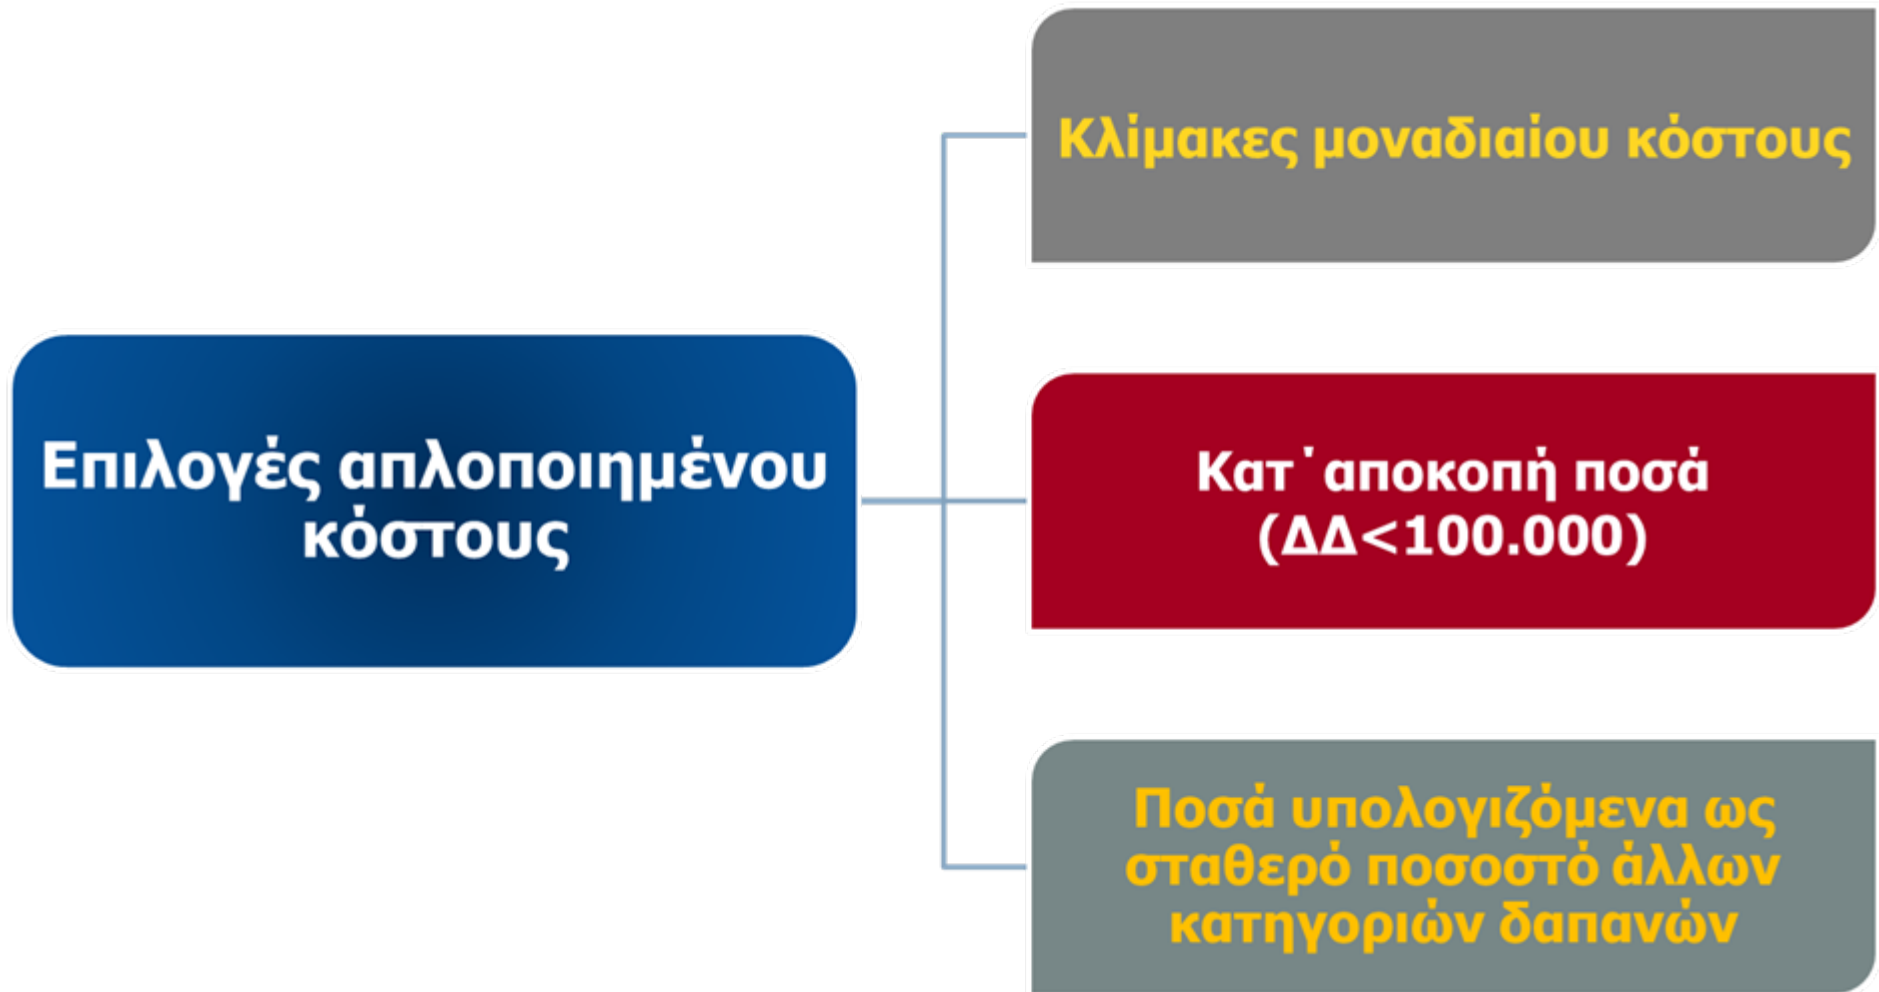 Κλίμακες μοναδιαίου κόστους
Επιλογές απλοποιημένου
κόστους
Κατ΄αποκοπή ποσά
(ΔΔ<100.000)
Ποσά υπολογιζόμενα ως
σταθερό ποσοστό άλλων
κατηγοριών δαπανών